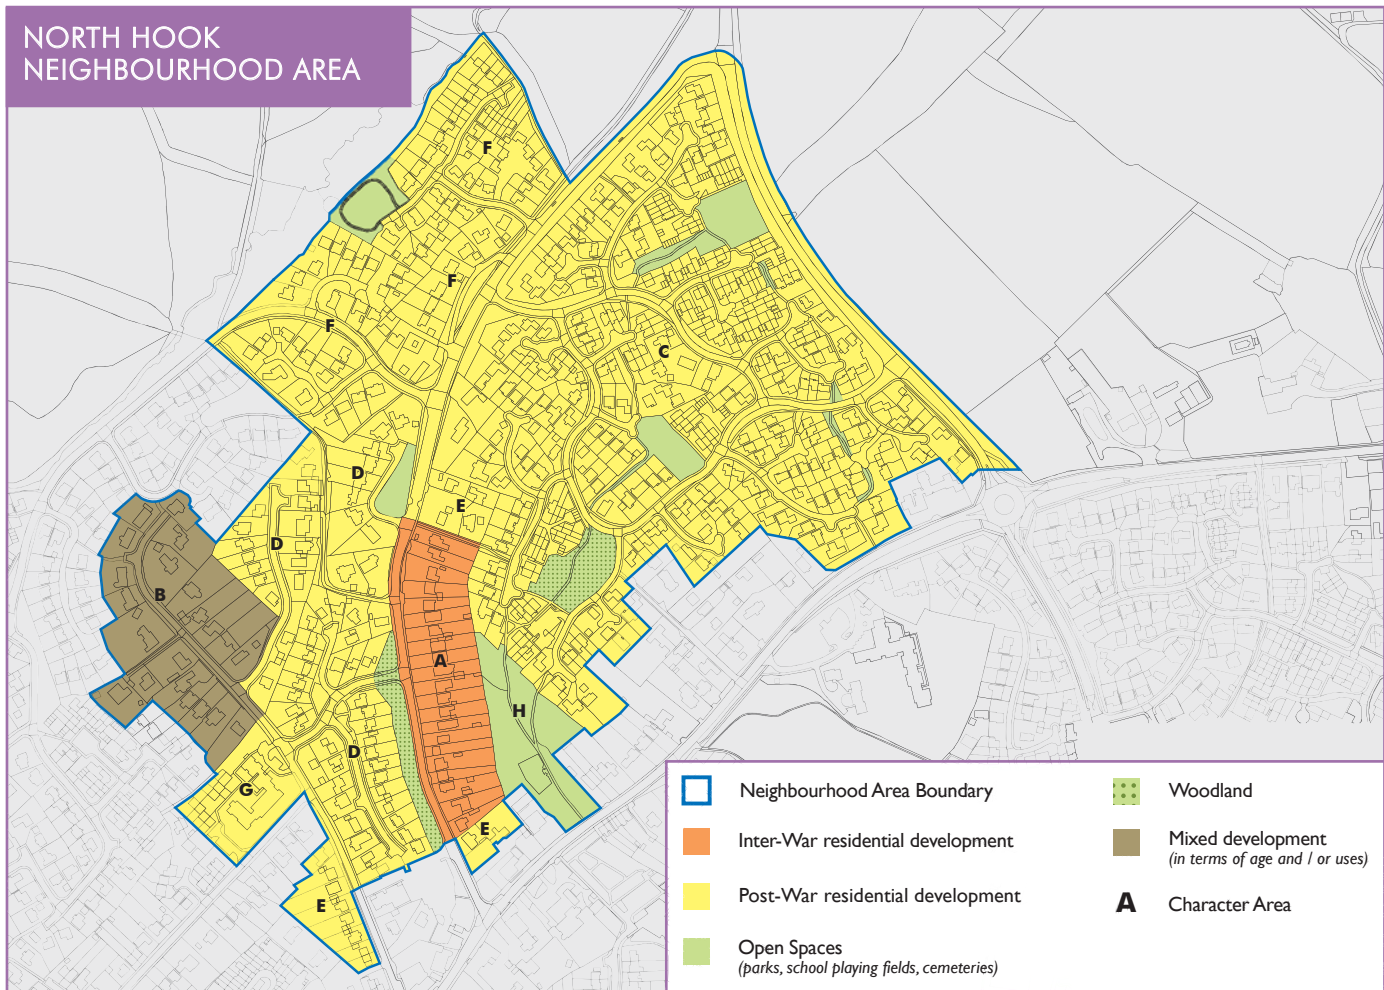 NORTH HOOK
NEIGHBOURHOOD AREA
F
F
F
C
D
E
D
B
A
H
D
G
E
E
Neighbourhood Area Boundary
Inter-War residential development
Post-War residential development
Open Spaces
(parks, school playing fields, cemeteries)
Woodland
Mixed development
(in terms of age and / or uses)
A Character Area